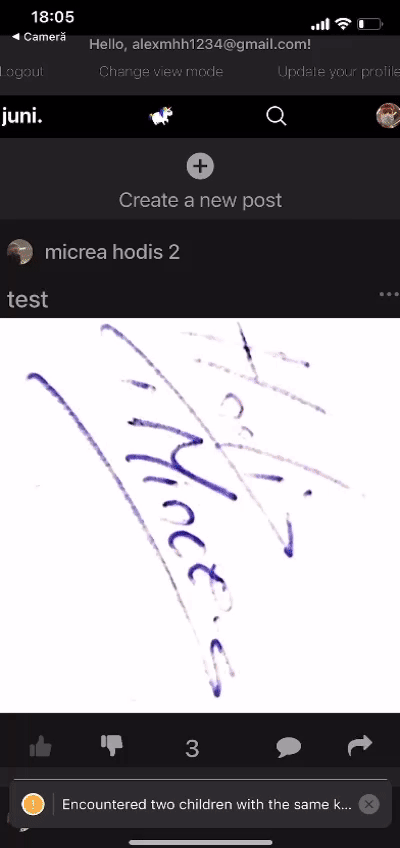 18:05
◀ Cameră
Hello, alexmhh1234@gmail.com!
Logout Change view mode Update your profile
juni.
Create a new post
micrea hodis 2
test
3
Encountered two children with the same k...